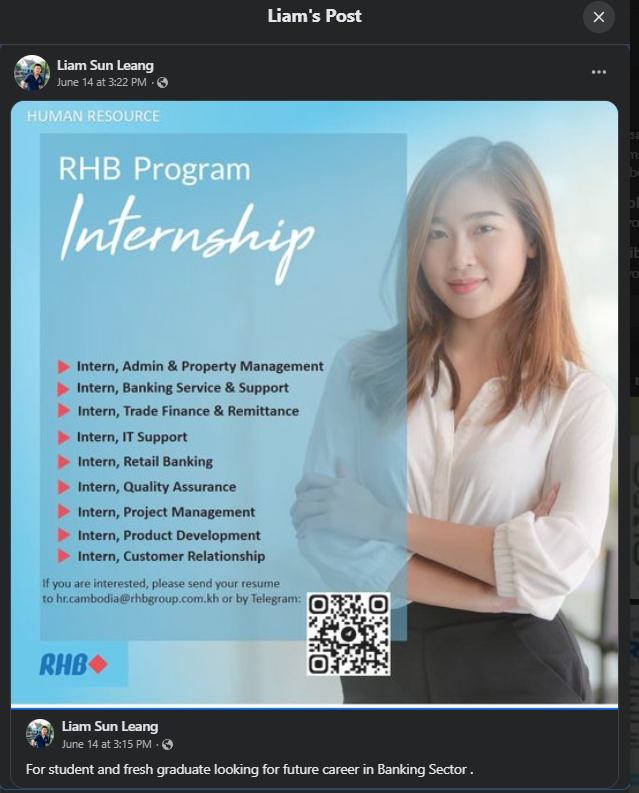 Liam's Post
Liam Sun Leang
June 14 at 3:22 PM ·
HUMAN RESOURCE
RHB Program
Internship
Intern, Admin & Property Management
Intern, Banking Service & Support
Intern, Trade Finance & Remittance
Intern, IT Support
Intern, Retail Banking
Intern, Quality Assurance
Intern, Project Management
Intern, Product Development
Intern, Customer Relationship
If you are interested, please send your resume
to hr.cambodia@rhbgroup.com.kh or by Telegram:
RHB
Liam Sun Leang
June 14 at 3:15 PM ·
For student and fresh graduate looking for future career in Banking Sector .